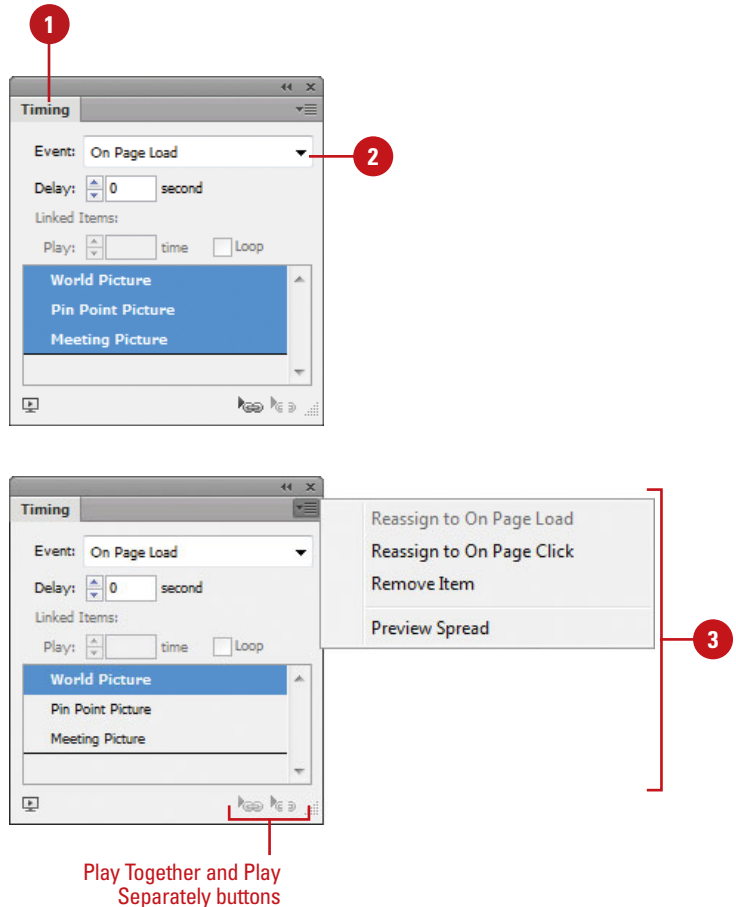 1
Timing
Event: On Page Load
2
Delay: 0 second
Linked Items:
Play: time Loop
World Picture
Pin Point Picture
Meeting Picture
Timing
Reassign to On Page Load
Event: On Page Load
Reassign to On Page Click
Delay: 0 second
Remove Item
Linked Items:
Preview Spread
3
Play: time Loop
World Picture
Pin Point Picture
Meeting Picture
Play Together and Play
Separately buttons